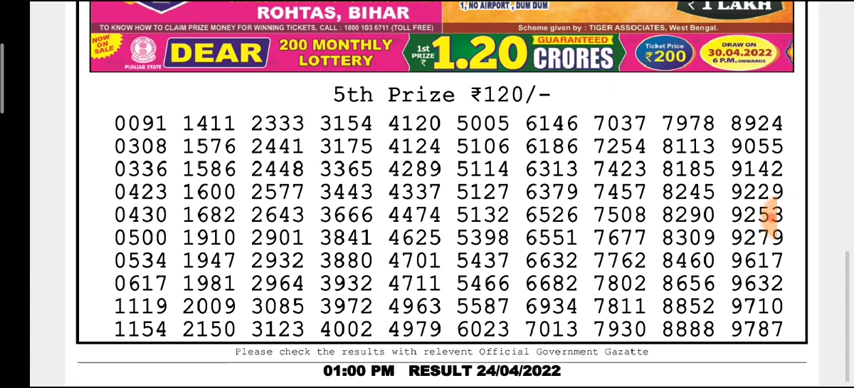 ROHTAS, BIHAR
1, NO AIRPORT, DUM DUM
₹ 1 LAKH
TO KNOW HOW TO CLAIM PRIZE MONEY FOR WINNING TICKETS, CALL : 1800 103 6711 (TOLL FREE)
Scheme given by : TIGER ASSOCIATES, West Bengal.
NOW ON SALE
PUNJAB STATE
DEAR
200 MONTHLY
LOTTERY
1st PRIZE ₹
1.20
GUARANTEED
CRORES
Ticket Price
₹200
DRAW ON
30.04.2022
6 P.M. ONWARDS
5th Prize ₹120/-
0091 1411 2333 3154 4120 5005 6146 7037 7978 8924
0308 1576 2441 3175 4124 5106 6186 7254 8113 9055
0336 1586 2448 3365 4289 5114 6313 7423 8185 9142
0423 1600 2577 3443 4337 5127 6379 7457 8245 9229
0430 1682 2643 3666 4474 5132 6526 7508 8290 9253
0500 1910 2901 3841 4625 5398 6551 7677 8309 9279
0534 1947 2932 3880 4701 5437 6632 7762 8460 9617
0617 1981 2964 3932 4711 5466 6682 7802 8656 9632
1119 2009 3085 3972 4963 5587 6934 7811 8852 9710
1154 2150 3123 4002 4979 6023 7013 7930 8888 9787
Please check the results with relevent Official Government Gazatte
01:00 PM RESULT 24/04/2022